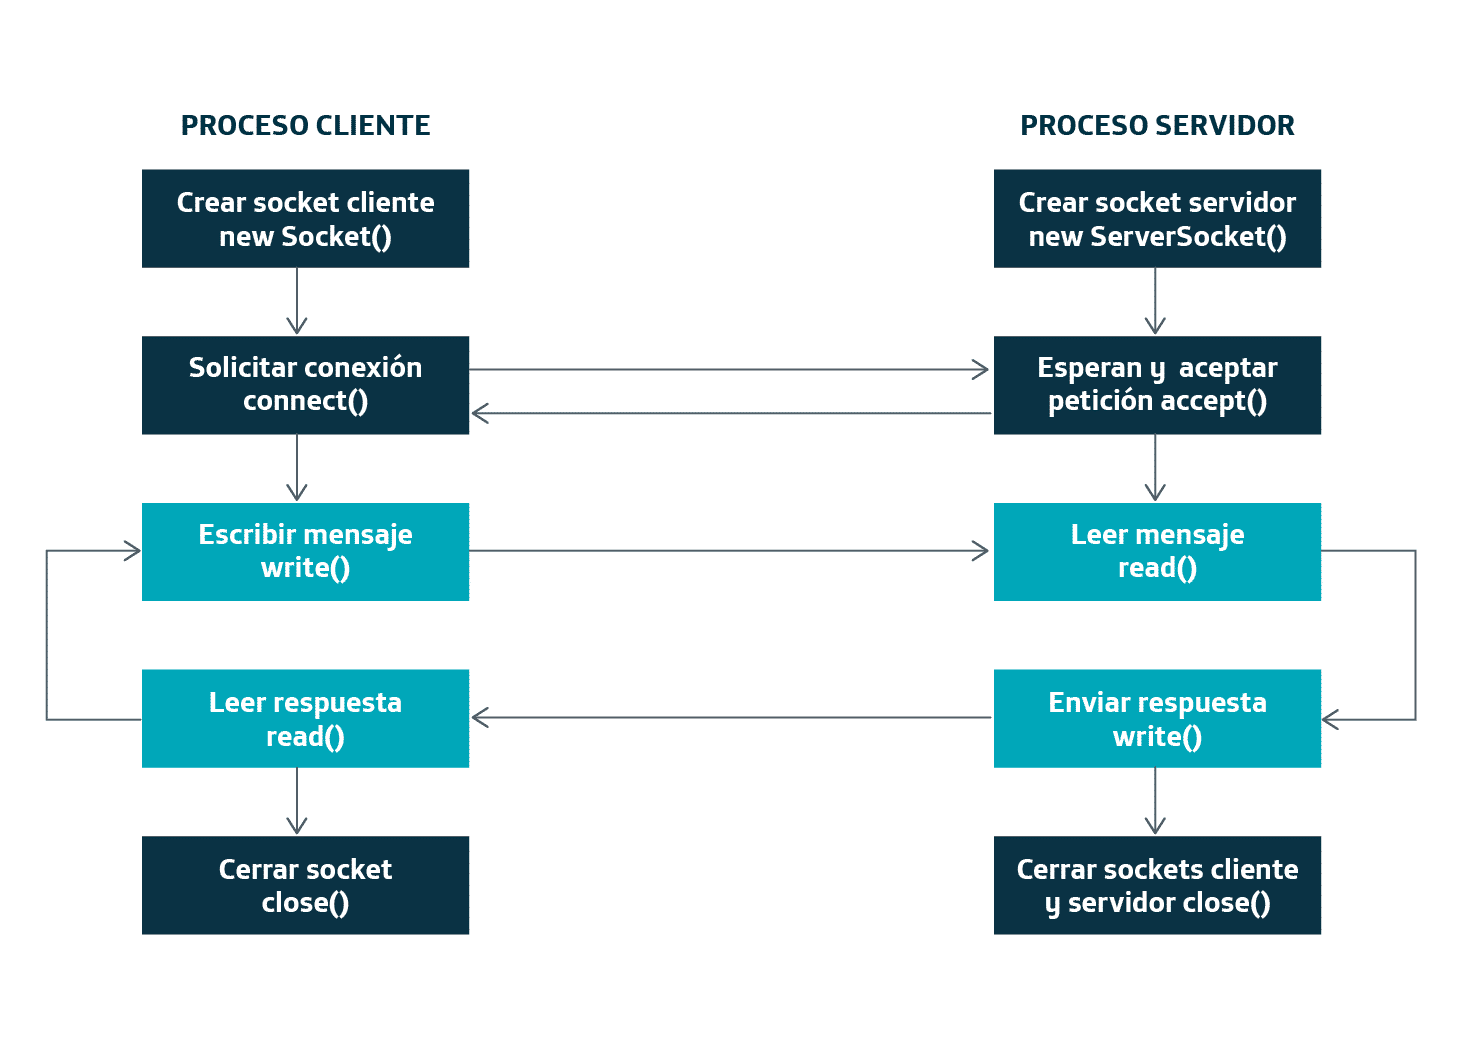 PROCESO CLIENTE
Crear socket cliente
new Socket()
Solicitar conexión
connect()
Escribir mensaje
write()
Leer respuesta
read()
Cerrar socket
close()
PROCESO SERVIDOR
Crear socket servidor
new ServerSocket()
Esperan y  aceptar
petición accept()
Leer mensaje
read()
Enviar respuesta
write()
Cerrar sockets cliente
y servidor close()